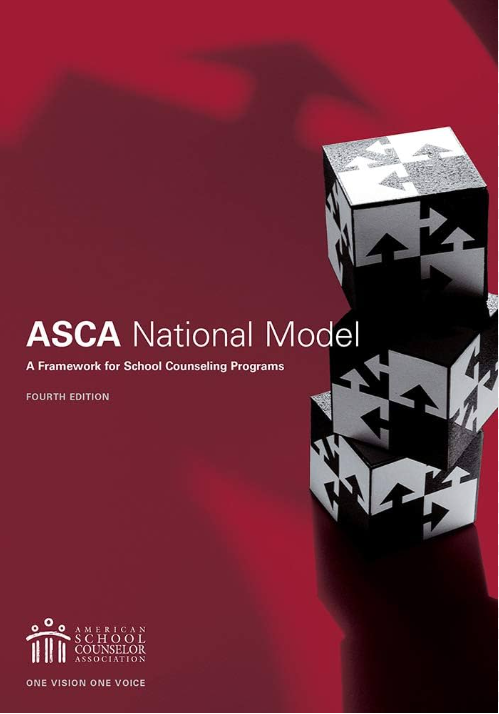 ASCA National Model
A Framework for School Counseling Programs
FOURTH EDITION
AMERICAN
SCHOOL
COUNSELOR
ASSOCIATION
ONE VISION ONE VOICE